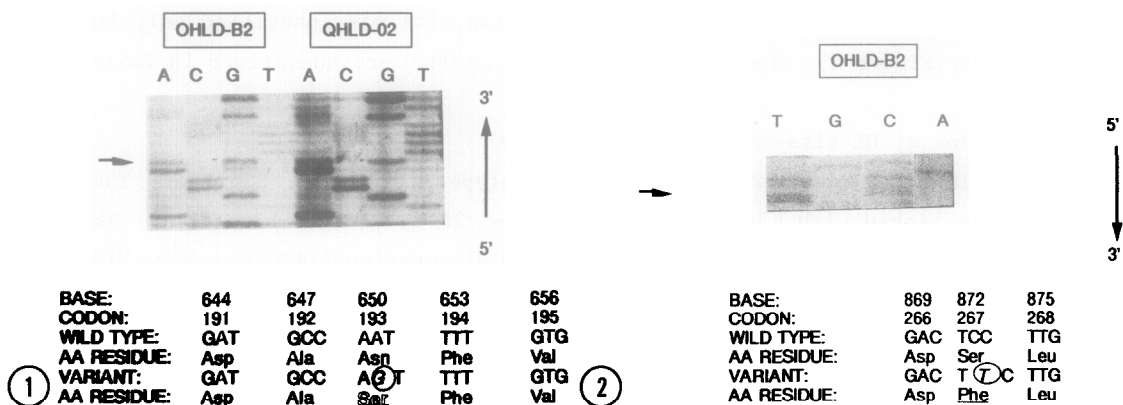 OHLD-B2 QHLD-02
A C G T A C G T
3'
5'
BASE: 644 647 650 653 656
CODON: 191 192 193 194 195
WILD TYPE: GAT GCC AAT TTT GTG
AA RESIDUE: Asp Ala Asn Phe Val
VARIANT: GAT GCC AGT TTT GTG
AA RESIDUE: Asp Ala Ser Phe Val
1
OHLD-B2
T G C A
5'
3'
BASE: 869 872 875
CODON: 266 267 268
WILD TYPE: GAC TCC TTG
AA RESIDUE: Asp Ser Leu
VARIANT: GAC T T C TTG
AA RESIDUE: Asp Phe Leu
2